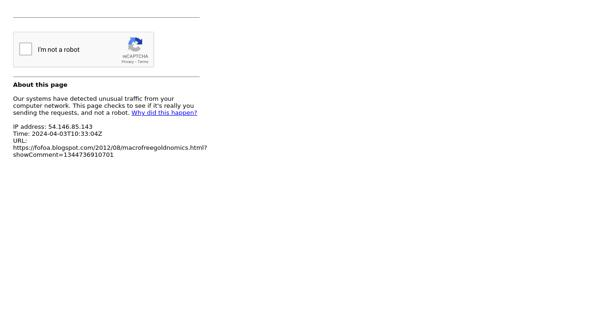 I'm not a robot
reCAPTCHA
Privacy - Terms
About this page
Our systems have detected unusual traffic from your
computer network. This page checks to see if it's really you
sending the requests, and not a robot. Why did this happen?
IP address: 54.146.85.143
Time: 2024-04-03T10:33:04Z
URL:
https://fofoa.blogspot.com/2012/08/macrofreegoldnomics.html?
showComment=1344736910701